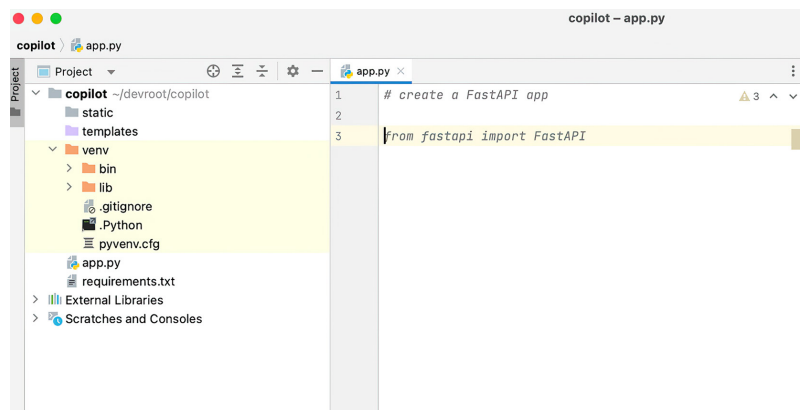 copilot – app.py
copilot 〉 app.py
Project
Project
app.py
copilot ~/devroot/copilot
static
templates
venv
bin
lib
.gitignore
.Python
pyvenv.cfg
app.py
requirements.txt
External Libraries
Scratches and Consoles
1 # create a FastAPI app
3
2
3 from fastapi import FastAPI